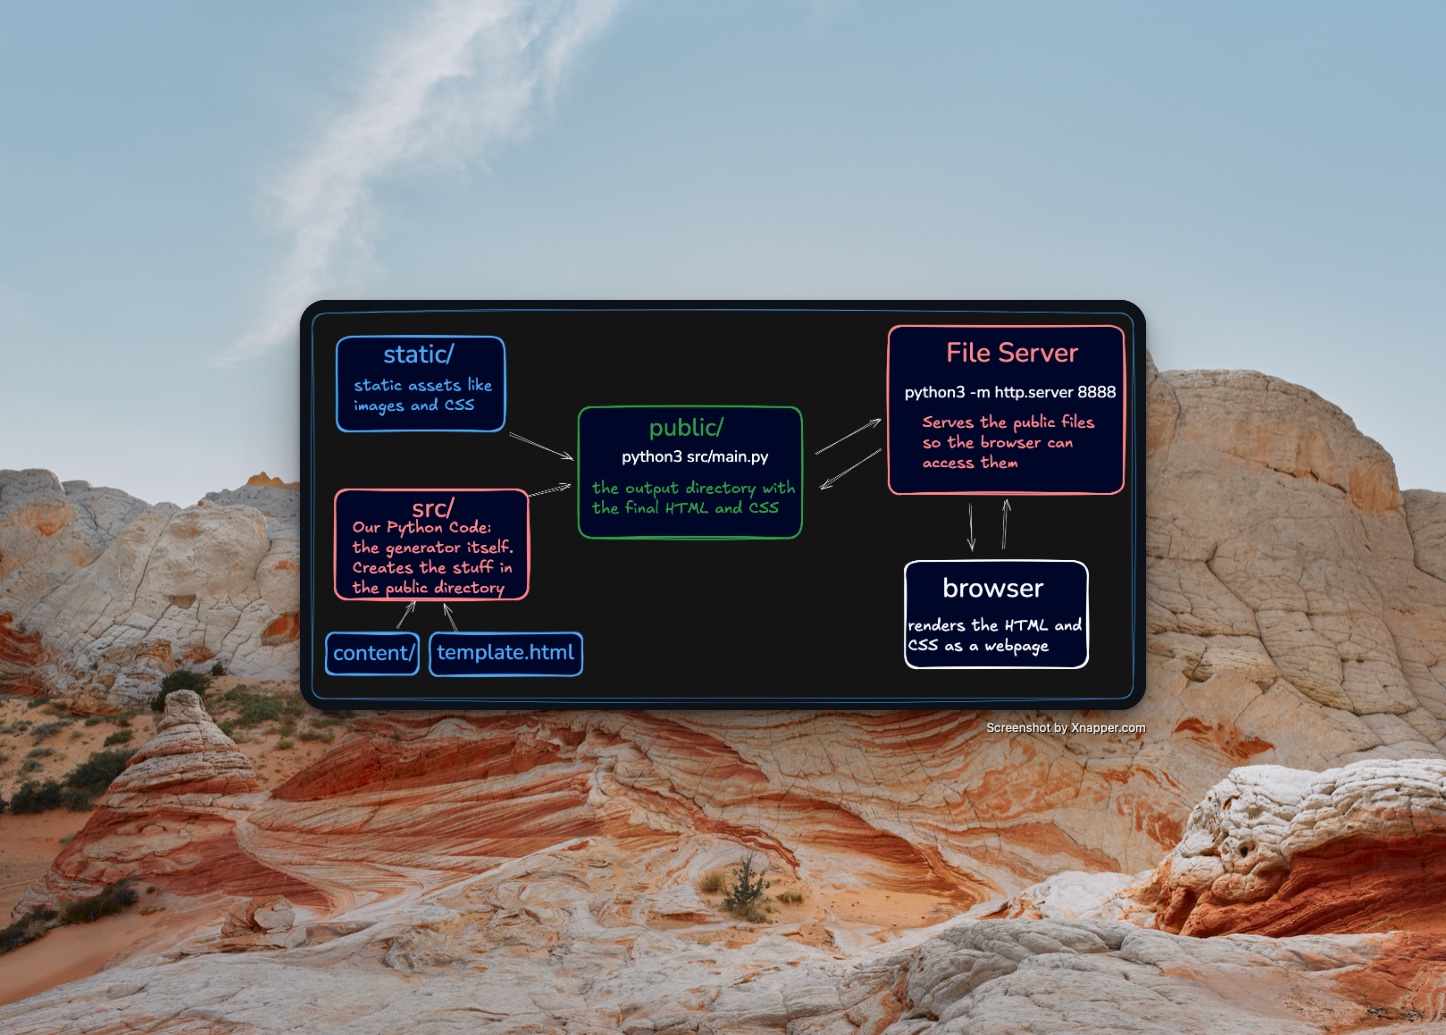 static/
static assets like
images and CSS
src/
Our Python Code:
the generator itself.
Creates the stuff in
the public directory
content/
template.html
public/
python3 src/main.py
the output directory with
the final HTML and CSS
File Server
python3 -m http.server 8888
Serves the public files
so the browser can
access them
browser
renders the HTML and
CSS as a webpage
Screenshot by Xnapper.com